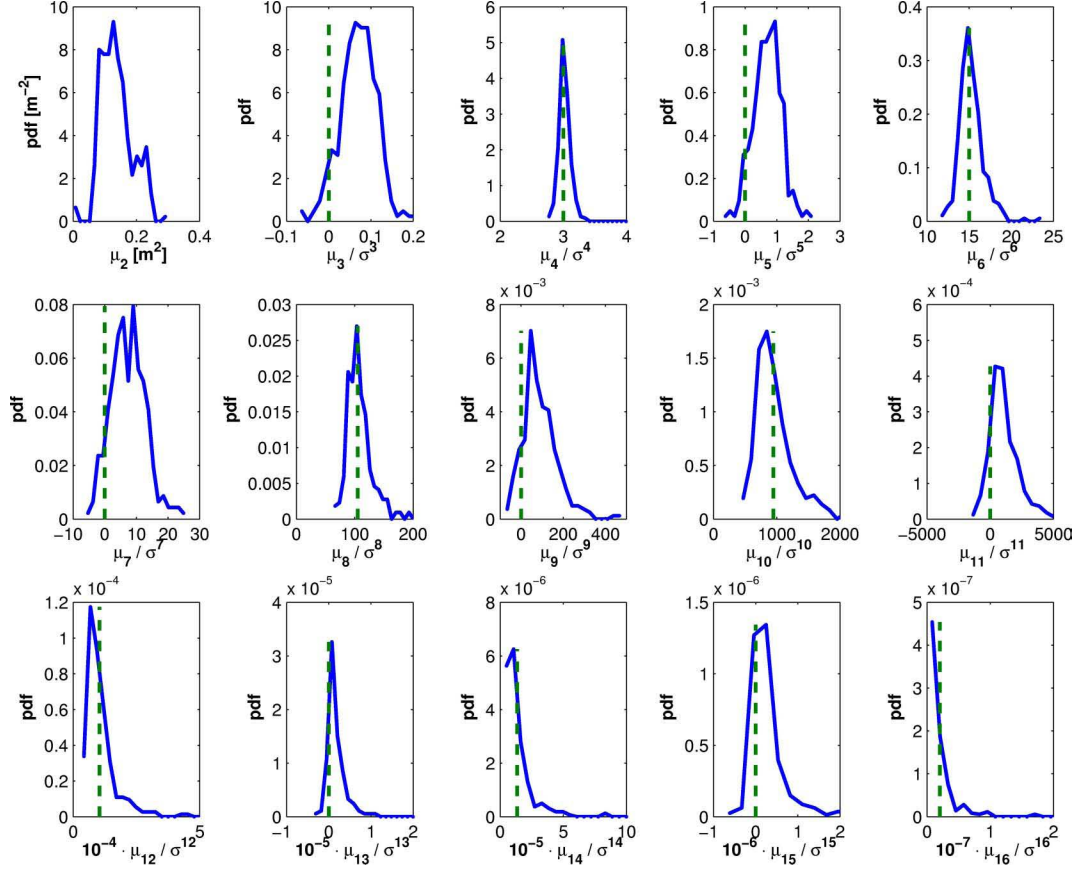 10 8 6 4 2 0
pdf [m⁻²]
0 0.2 0.4
μ₂ [m²]
10 8 6 4 2 0
pdf
−0.1 0 0.1 0.2
μ₃ / σ³
6 5 4 3 2 1 0
pdf
2 3 4
μ₄ / σ⁴
1 0.8 0.6 0.4 0.2 0
pdf
−1 0 1 2 3
μ₅ / σ⁵
0.4 0.3 0.2 0.1 0
pdf
10 15 20 25
μ₆ / σ⁶
0.08 0.06 0.04 0.02 0
pdf
−10 0 10 20 30
μ₇ / σ⁷
0.03 0.025 0.02 0.015 0.01 0.005 0
pdf
0 100 200
μ₈ / σ⁸
x 10⁻³
8 6 4 2 0
pdf
0 200 400
μ₉ / σ⁹
x 10⁻³
2 1.5 1 0.5 0
pdf
0 1000 2000
μ₁₀ / σ¹⁰
x 10⁻⁴
6 4 2 0
pdf
−5000 0 5000
μ₁₁ / σ¹¹
x 10⁻⁴
1.2 1 0.8 0.6 0.4 0.2 0
pdf
0 5
10⁻⁴ · μ₁₂ / σ¹²
x 10⁻⁵
4 3 2 1 0
pdf
−1 0 1 2
10⁻⁵ · μ₁₃ / σ¹³
x 10⁻⁶
8 6 4 2 0
pdf
0 5 10
10⁻⁵ · μ₁₄ / σ¹⁴
x 10⁻⁶
1.5 1 0.5 0
pdf
−1 0 1 2
10⁻⁶ · μ₁₅ / σ¹⁵
x 10⁻⁷
6 4 2 0
pdf
0 1 2
10⁻⁷ · μ₁₆ / σ¹⁶